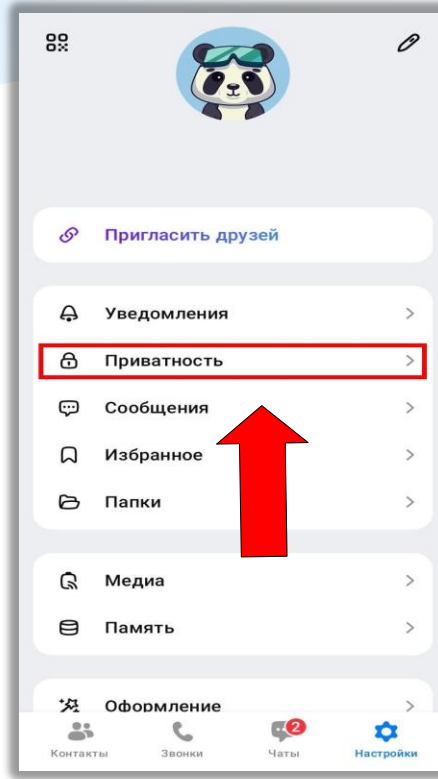 Пригласить друзей
Уведомления
Приватность
Сообщения
Избранное
Папки
Медиа
Память
Оформление
2
Контакты
Звонки
Чаты
Настройки